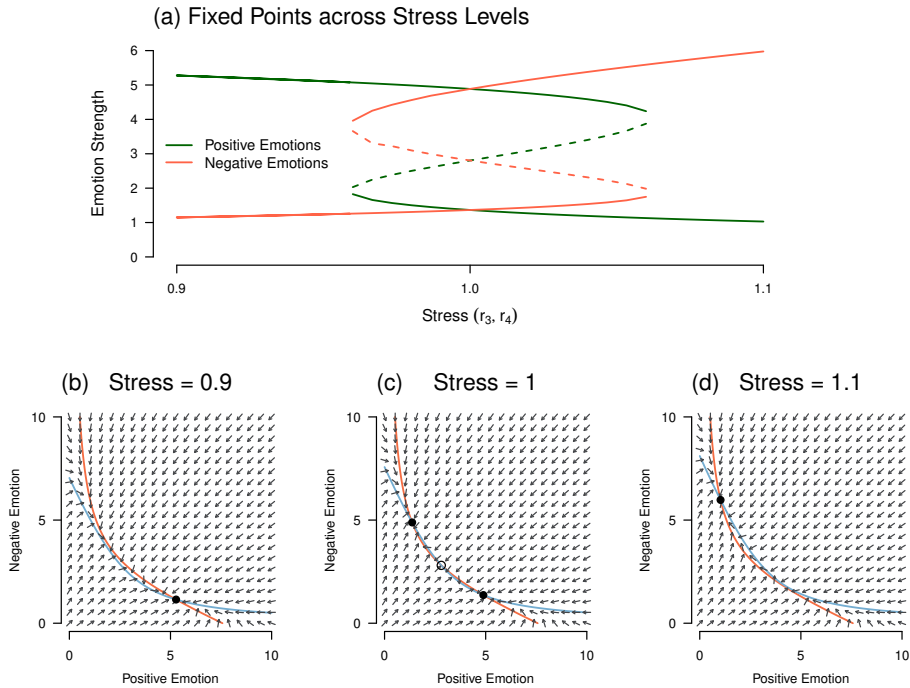 (a) Fixed Points across Stress Levels
Emotion Strength
6
5
4
3
2
1
0
Positive Emotions
Negative Emotions
0.9
1.0
1.1
Stress (r3, r4)
(b) Stress = 0.9
Negative Emotion
10
5
0
0
5
10
Positive Emotion
(c) Stress = 1
Negative Emotion
10
5
0
0
5
10
Positive Emotion
(d) Stress = 1.1
Negative Emotion
10
5
0
0
5
10
Positive Emotion